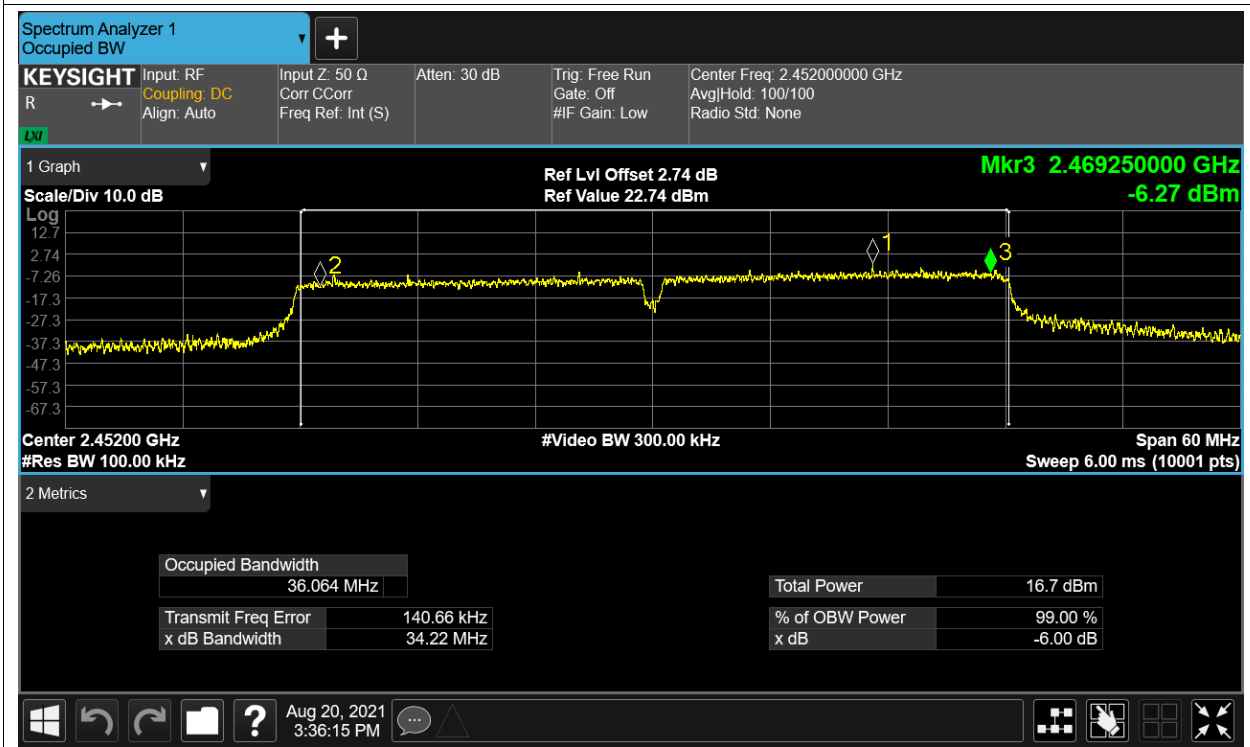 Spectrum Analyzer 1
Occupied BW
KEYSIGHT
R
LXI
Input: RF
Coupling: DC
Align: Auto
Input Z: 50 Ω
Corr CCorr
Freq Ref: Int (S)
Atten: 30 dB
Trig: Free Run
Gate: Off
#IF Gain: Low
Center Freq: 2.452000000 GHz
Avg|Hold: 100/100
Radio Std: None
1 Graph
Scale/Div 10.0 dB
Ref Lvl Offset 2.74 dB
Ref Value 22.74 dBm
Mkr3 2.469250000 GHz
-6.27 dBm
Log
12.7
2.74
-7.26
-17.3
-27.3
-37.3
-47.3
-57.3
-67.3
2
1
3
Center 2.45200 GHz
#Res BW 100.00 kHz
#Video BW 300.00 kHz
Span 60 MHz
Sweep 6.00 ms (10001 pts)
2 Metrics
Occupied Bandwidth
36.064 MHz
Transmit Freq Error 140.66 kHz
x dB Bandwidth 34.22 MHz
Total Power 16.7 dBm
% of OBW Power 99.00 %
x dB -6.00 dB
?
Aug 20, 2021
3:36:15 PM